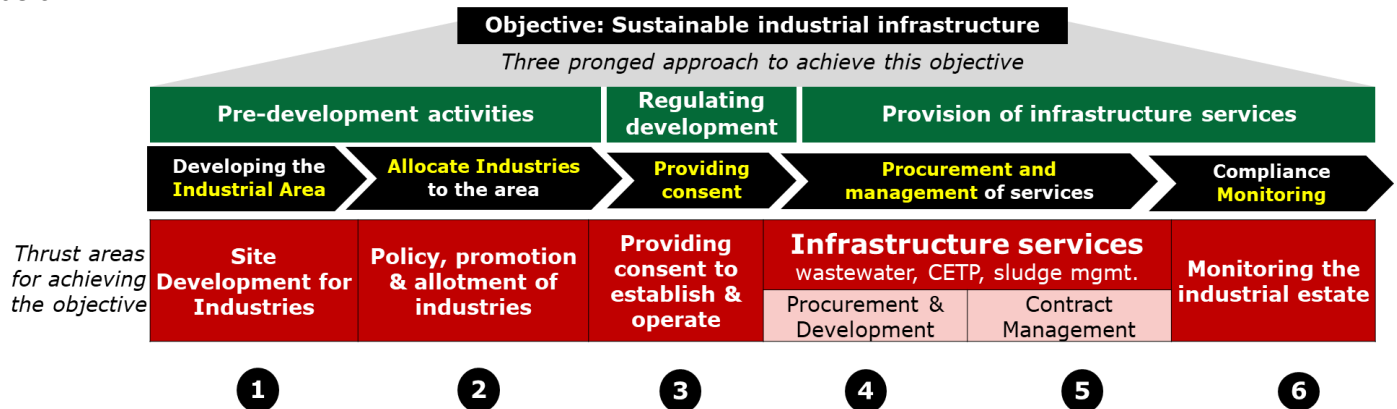 Objective: Sustainable industrial infrastructure
Three pronged approach to achieve this objective
Pre-development activities
Regulating
development
Provision of infrastructure services
Developing the
Industrial Area
Allocate Industries
to the area
Providing
consent
Procurement and
management of services
Compliance
Monitoring
Thrust areas
for achieving
the objective
Site
Development for
Industries
Policy, promotion
& allotment of
industries
Providing
consent to
establish &
operate
Infrastructure services
wastewater, CETP, sludge mgmt.
Procurement &
Development
Contract
Management
Monitoring the
industrial estate
1
2
3
4
5
6